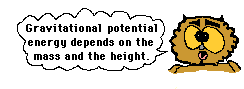 Gravitational potential
energy depends on the
mass and the height.